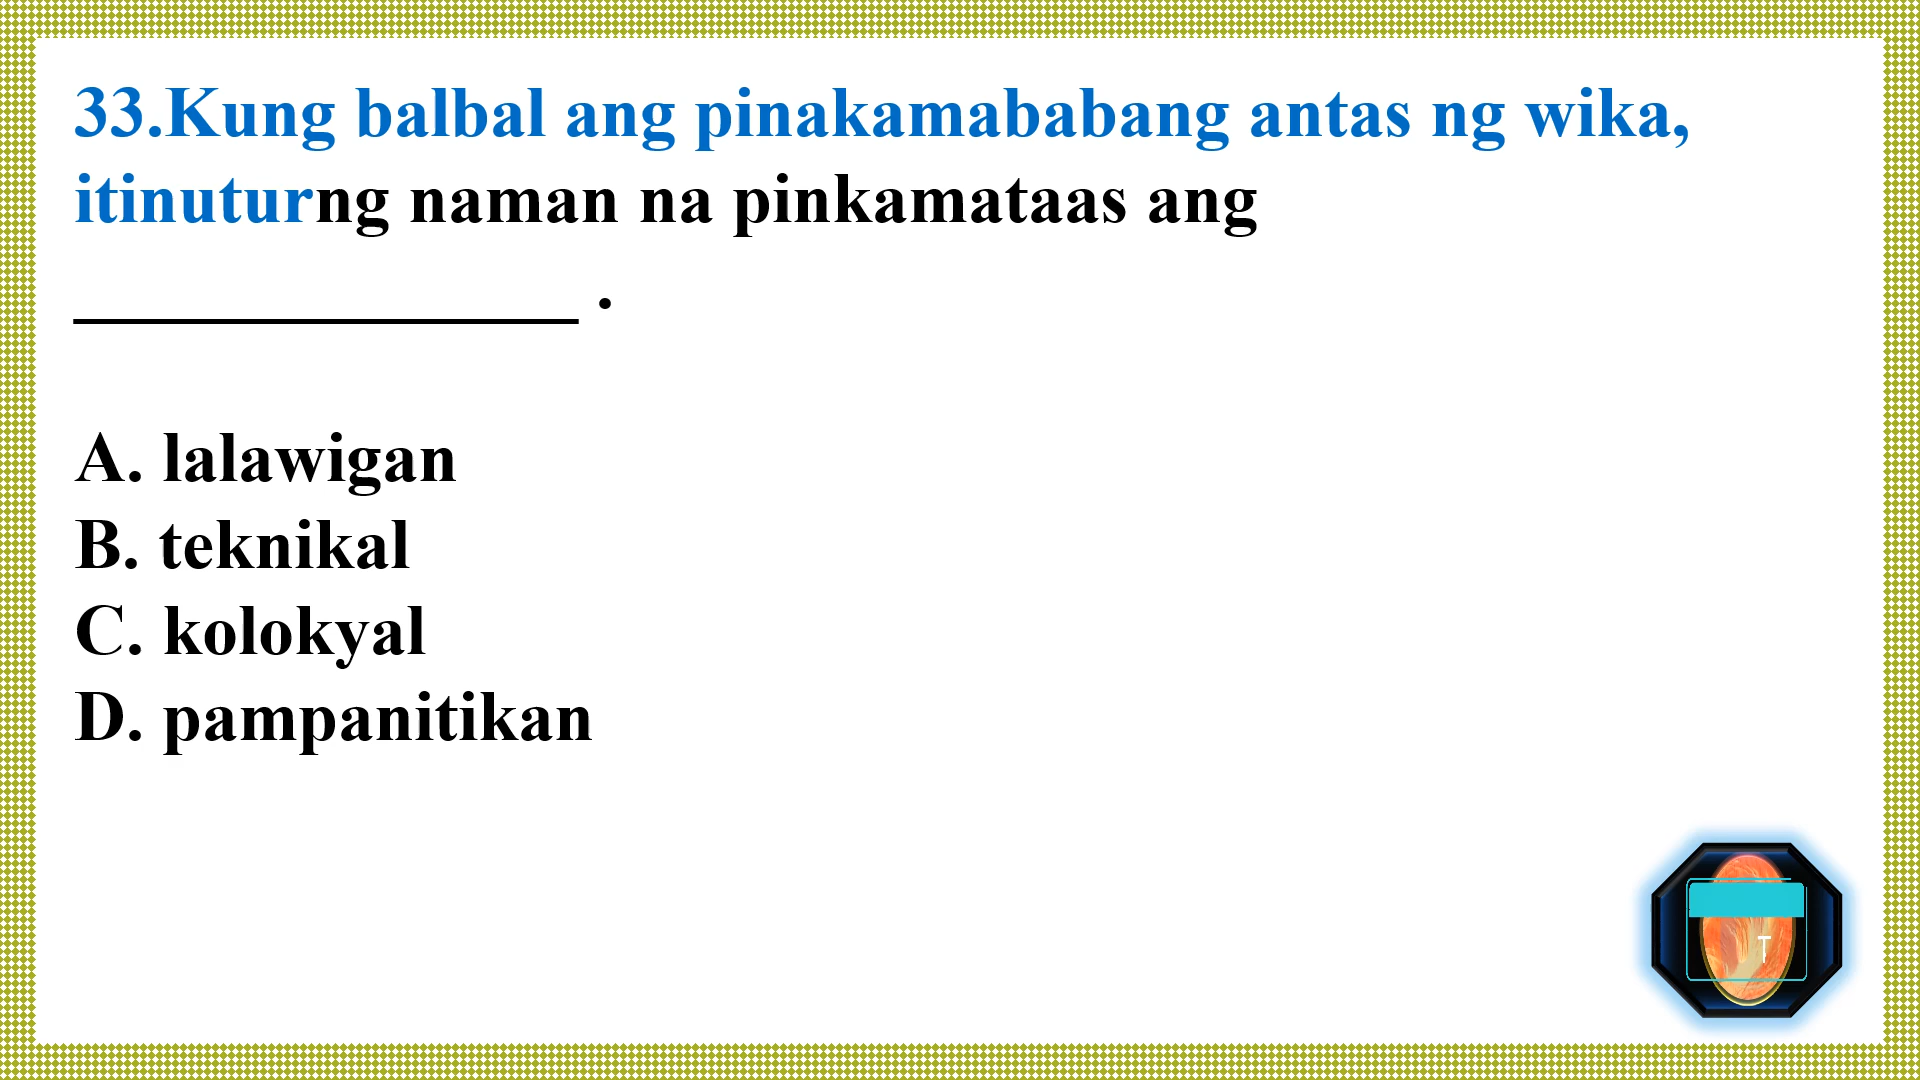 33.Kung balbal ang pinakamababang antas ng wika,
itinuturng naman na pinkamataas ang
_______________ .
A. lalawigan
B. teknikal
C. kolokyal
D. pampanitikan
T